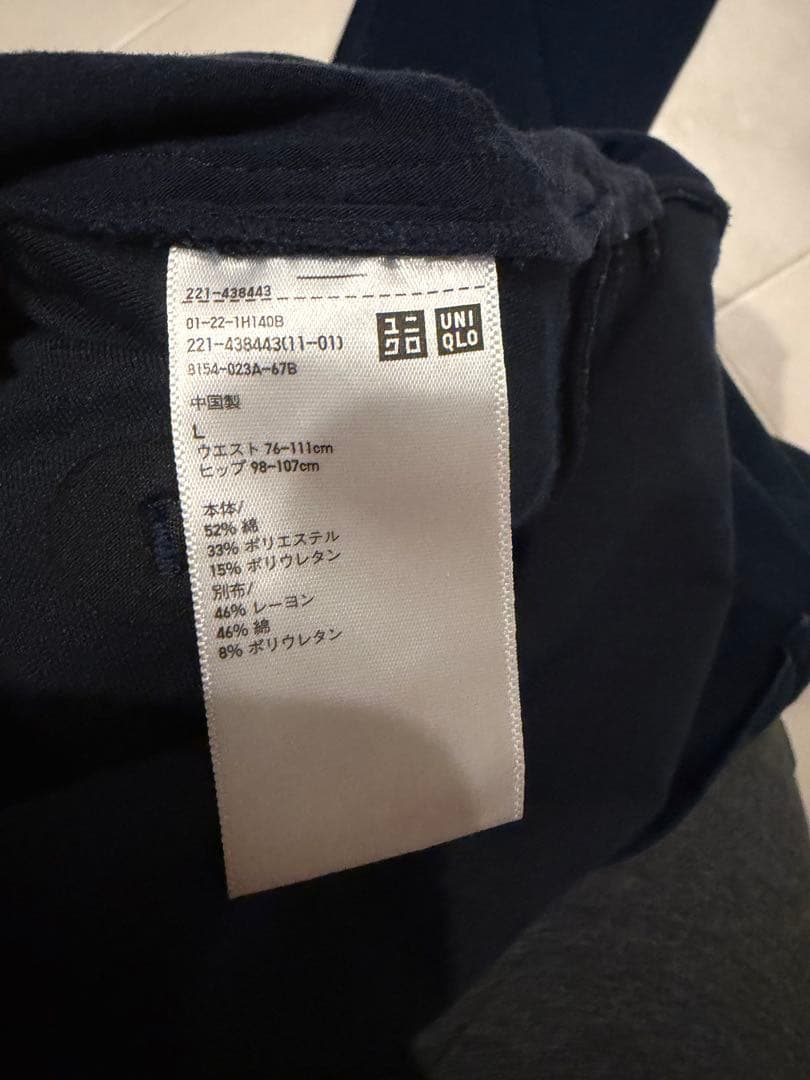 221-438443
01-22-1H140B
221-438443(11-01)
8154-023A-67B
ユニクロ
UNIQLO
中国製
L
ウエスト 76-111cm
ヒップ 98-107cm
本体/
52% 綿
33% ポリエステル
15% ポリウレタン
別布/
46% レーヨン
46% 綿
8% ポリウレタン